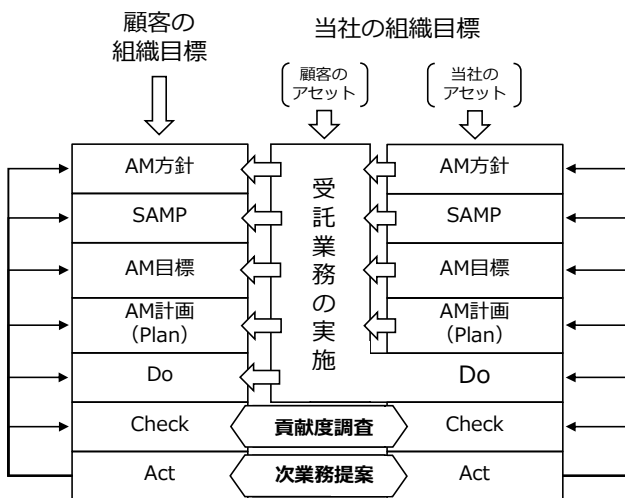 顧客の
組織目標
当社の組織目標
顧客の
アセット
当社の
アセット
AM方針
SAMP
AM目標
AM計画
（Plan）
Do
Check
Act
受託業務の実施
貢献度調査
次業務提案
AM方針
SAMP
AM目標
AM計画
（Plan）
Do
Check
Act